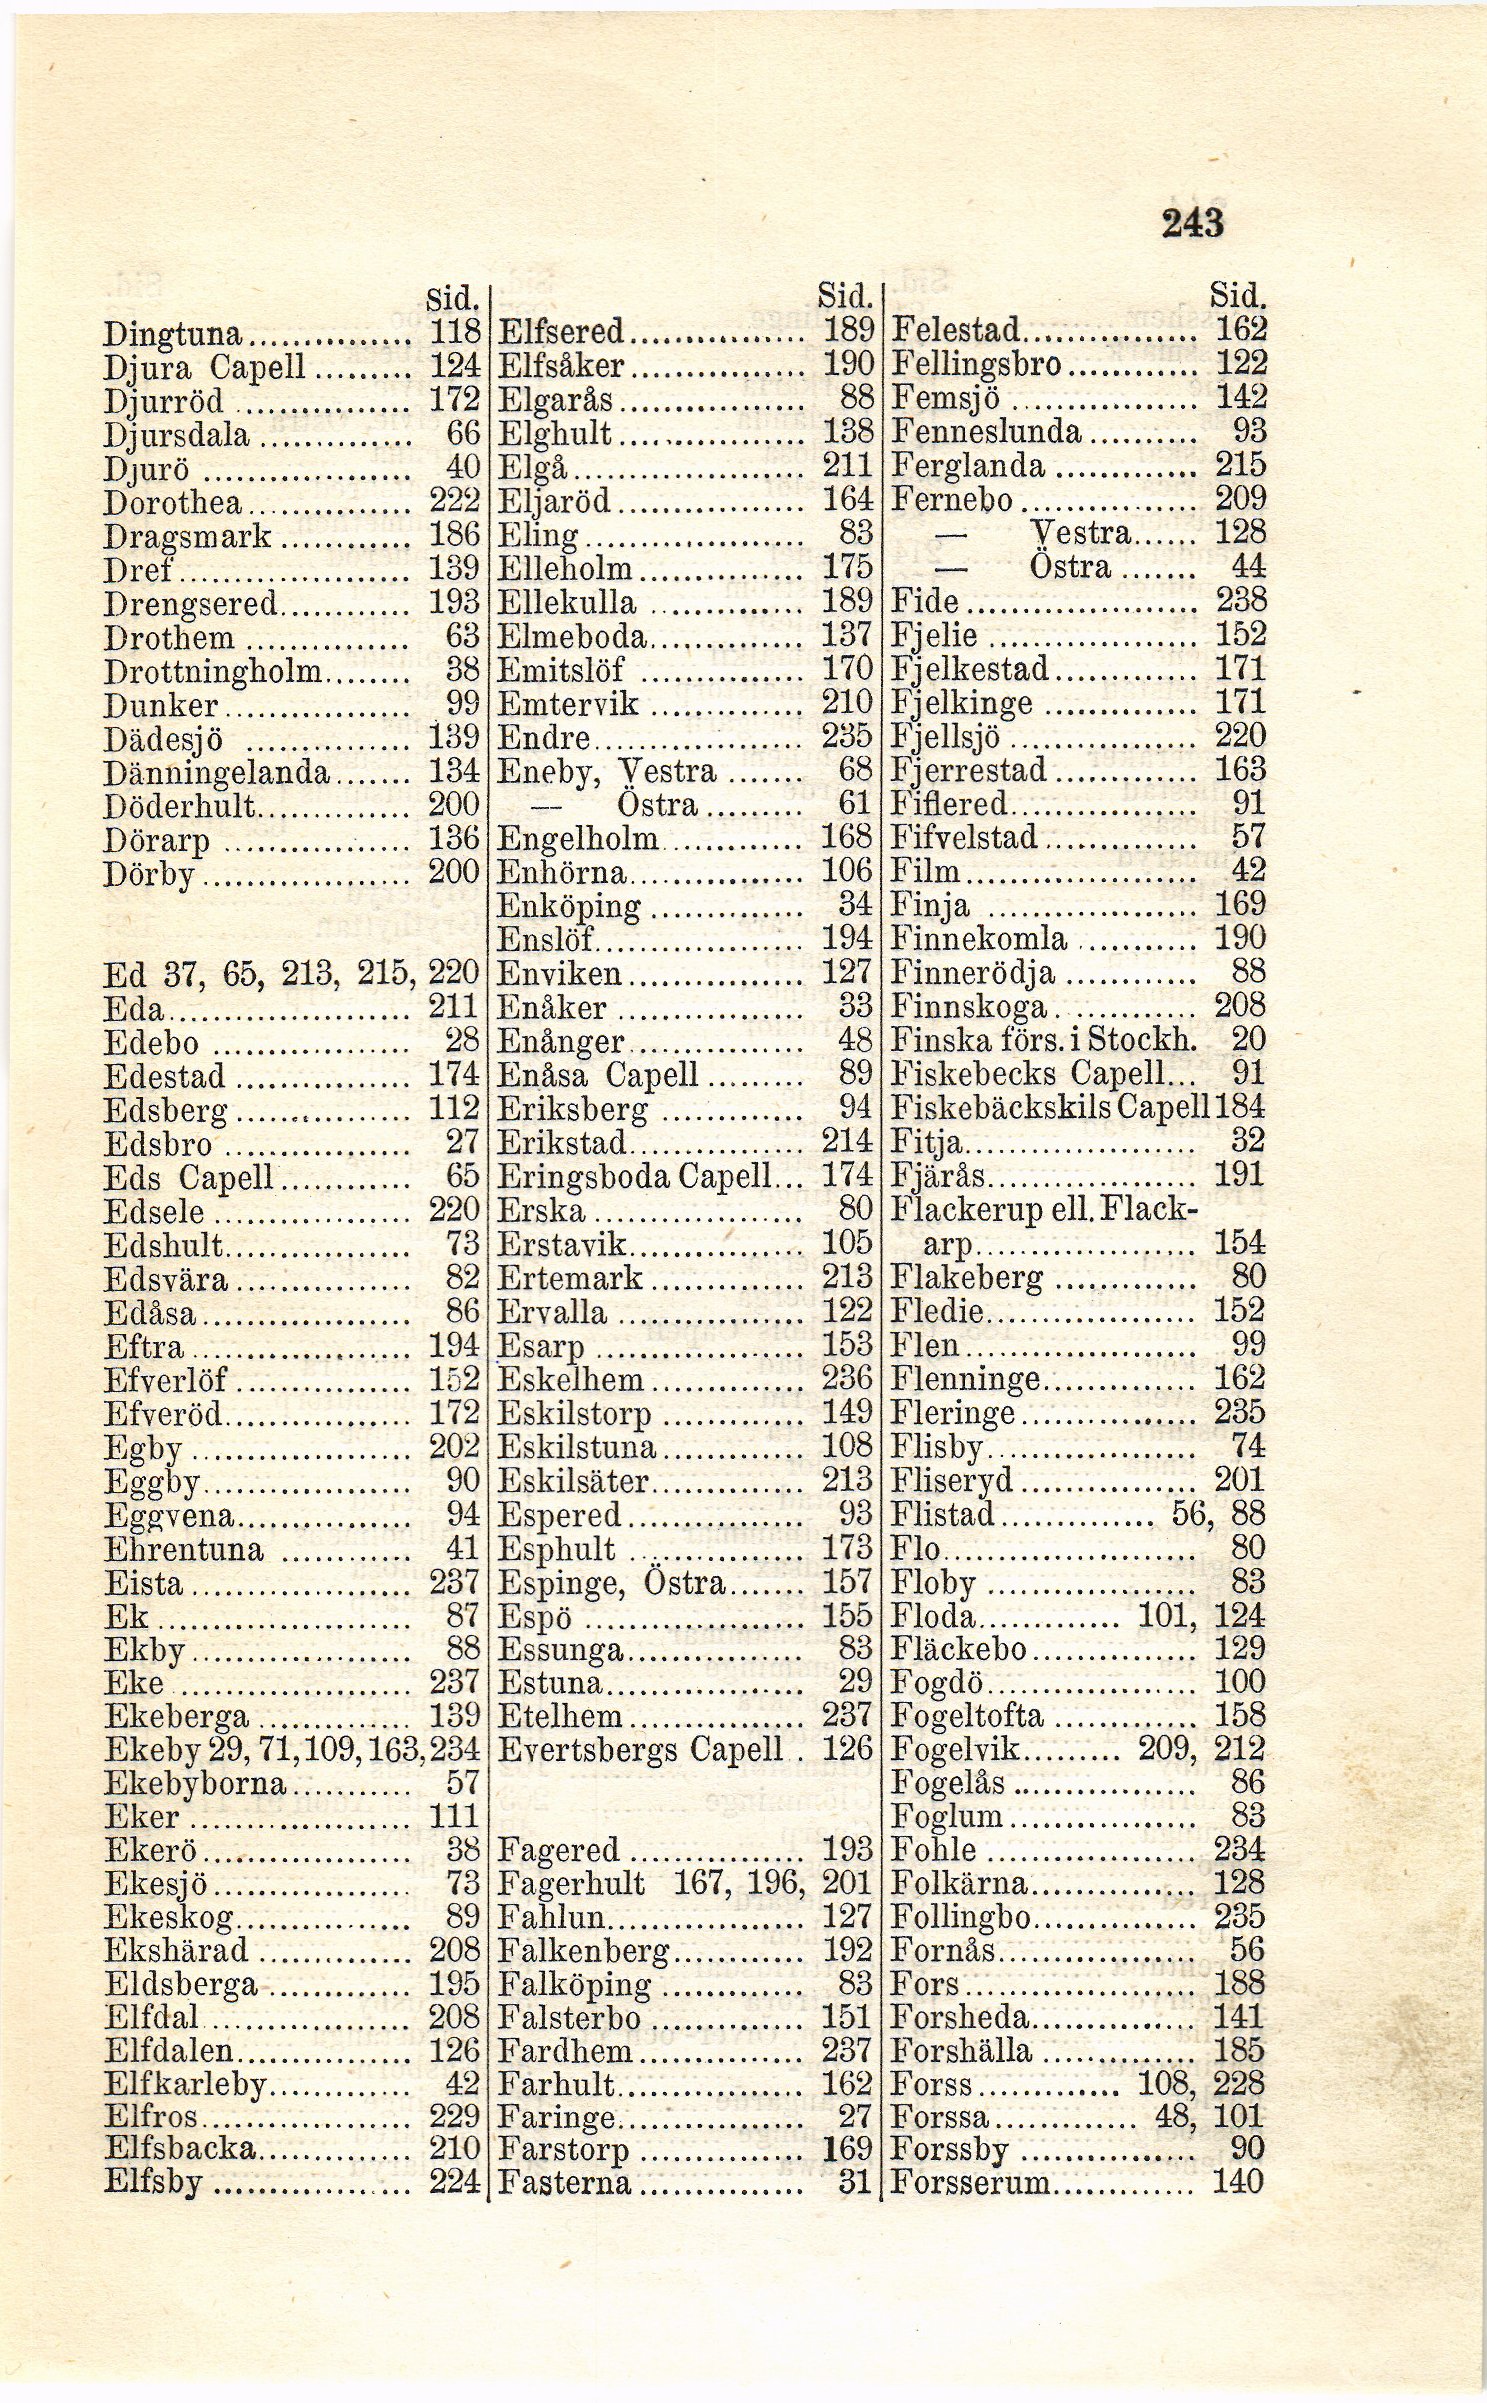 243
Sid.
Dingtuna............... 118
Djura Capell.......... 124
Djurröd ................ 172
Djursdala.............. 66
Djurö ................... 40
Dorothea............... 222
Dragsmark............ 186
Dref...................... 139
Drengsered............ 193
Drothem ............... 63
Drottningholm........ 38
Dunker................. 99
Dädesjö ............... 139
Dänningelanda....... 134
Döderhult.............. 200
Dörarp ................. 136
Dörby................... 200
Ed 37, 65, 213, 215, 220
Eda...................... 211
Edebo .................. 28
Edestad ................ 174
Edsberg................ 112
Edsbro ................. 27
Eds Capell............ 65
Edsele .................. 220
Edshult................. 73
Edsvära................ 82
Edåsa................... 86
Eftra .................... 194
Efverlöf................ 152
Efveröd................. 172
Egby .................... 202
Eggby................... 90
Eggvena................ 94
Ehrentuna ............ 41
Eista .................... 237
Ek....................... 87
Ekby.................... 88
Eke ..................... 237
Ekeberga .............. 139
Ekeby 29, 71, 109, 163, 234
Ekebyborna........... 57
Eker .................... 111
Ekerö................... 38
Ekesjö.................. 73
Ekeskog................ 89
Ekshärad .............. 208
Eldsberga ............. 195
Elfdal................... 208
Elfdalen................ 126
Elfkarleby............. 42
Elfros................... 229
Elfsbacka.............. 210
Elfsby .................. 224
Sid.
Elfsered................ 189
Elfsåker................ 190
Elgarås................. 88
Elghult................. 138
Elgå..................... 211
Eljaröd................. 164
Eling.................... 83
Elleholm............... 175
Ellekulla .............. 189
Elmeboda.............. 137
Emitslöf ............... 170
Emtervik .............. 210
Endre................... 235
Eneby, Vestra ....... 68
— Östra......... 61
Engelholm............. 168
Enhörna................ 106
Enköping.............. 34
Enslöf................... 194
Enviken................ 127
Enåker ................. 33
Enånger................ 48
Enåsa Capell......... 89
Eriksberg ............. 94
Erikstad................ 214
Eringsboda Capell... 174
Erska ................... 80
Erstavik................ 105
Ertemark .............. 213
Ervalla ................. 122
Esarp ................... 153
Eskelhem.............. 236
Eskilstorp ............. 149
Eskilstuna............. 108
Eskilsäter.............. 213
Espered................ 93
Esphult ................ 173
Espinge, Östra....... 157
Espö .................... 155
Essunga................ 83
Estuna.................. 29
Etelhem................ 237
Evertsbergs Capell . 126
Fagered ................ 193
Fagerhult 167, 196, 201
Fahlun.................. 127
Falkenberg............ 192
Falköping ............. 83
Falsterbo .............. 151
Fardhem............... 237
Farhult................. 162
Faringe................. 27
Farstorp ............... 169
Fasterna ............... 31
Sid.
Felestad................ 162
Fellingsbro............ 122
Femsjö ................. 142
Fenneslunda.......... 93
Ferglanda ............. 215
Fernebo................ 209
— Vestra...... 128
— Östra....... 44
Fide ..................... 238
Fjelie ................... 152
Fjelkestad............. 171
Fjelkinge .............. 171
Fjellsjö ................. 220
Fjerrestad ............. 163
Fiflered................. 91
Fifvelstad.............. 57
Film..................... 42
Finja ................... 169
Finnekomla ........... 190
Finnerödja ............ 88
Finnskoga............. 208
Finska förs. i Stockh. 20
Fiskebecks Capell... 91
Fiskebäckskils Capell 184
Fitja..................... 32
Fjärås................... 191
Flackerup ell. Flack-
arp.................... 154
Flakeberg ............. 80
Fledie................... 152
Flen..................... 99
Flenninge.............. 162
Fleringe................ 235
Flisby................... 74
Fliseryd................ 201
Flistad.............. 56, 88
Flo....................... 80
Floby ................... 83
Floda............. 101, 124
Fläckebo............... 129
Fogdö................... 100
Fogeltofta ............. 158
Fogelvik......... 209, 212
Fogelås................. 86
Foglum................. 83
Fohle ................... 234
Folkärna............... 128
Follingbo............... 235
Fornås.................. 56
Fors..................... 188
Forsheda............... 141
Forshälla .............. 185
Forss............. 108, 228
Forssa............. 48, 101
Forssby ................ 90
Forsserum............. 140